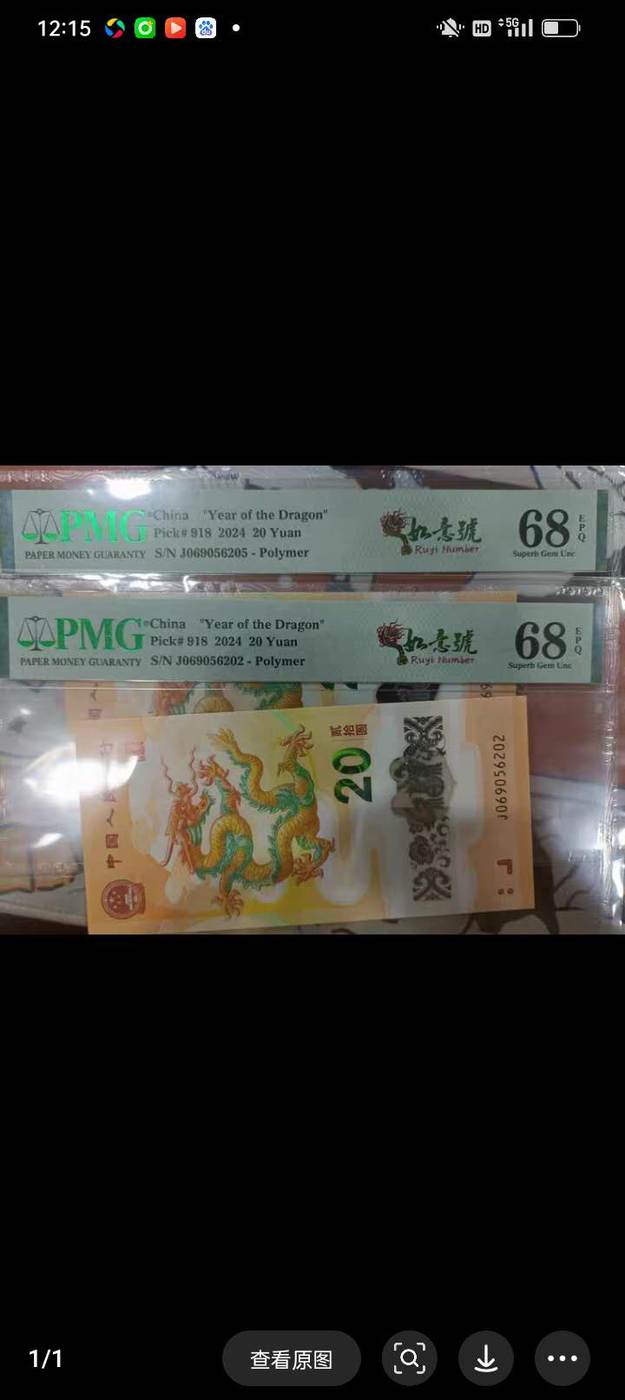 12:15
HD 5G
PMG
PAPER MONEY GUARANTY
China "Year of the Dragon"
Pick# 918 2024 20 Yuan
S/N J069056205 - Polymer
如意號
Ruyi Number
68
EPQ
Superb Gem Unc
PMG
PAPER MONEY GUARANTY
China "Year of the Dragon"
Pick# 918 2024 20 Yuan
S/N J069056202 - Polymer
如意號
Ruyi Number
68
EPQ
Superb Gem Unc
中国人民
贰拾圆
20
J069056202
1/1
查看原图